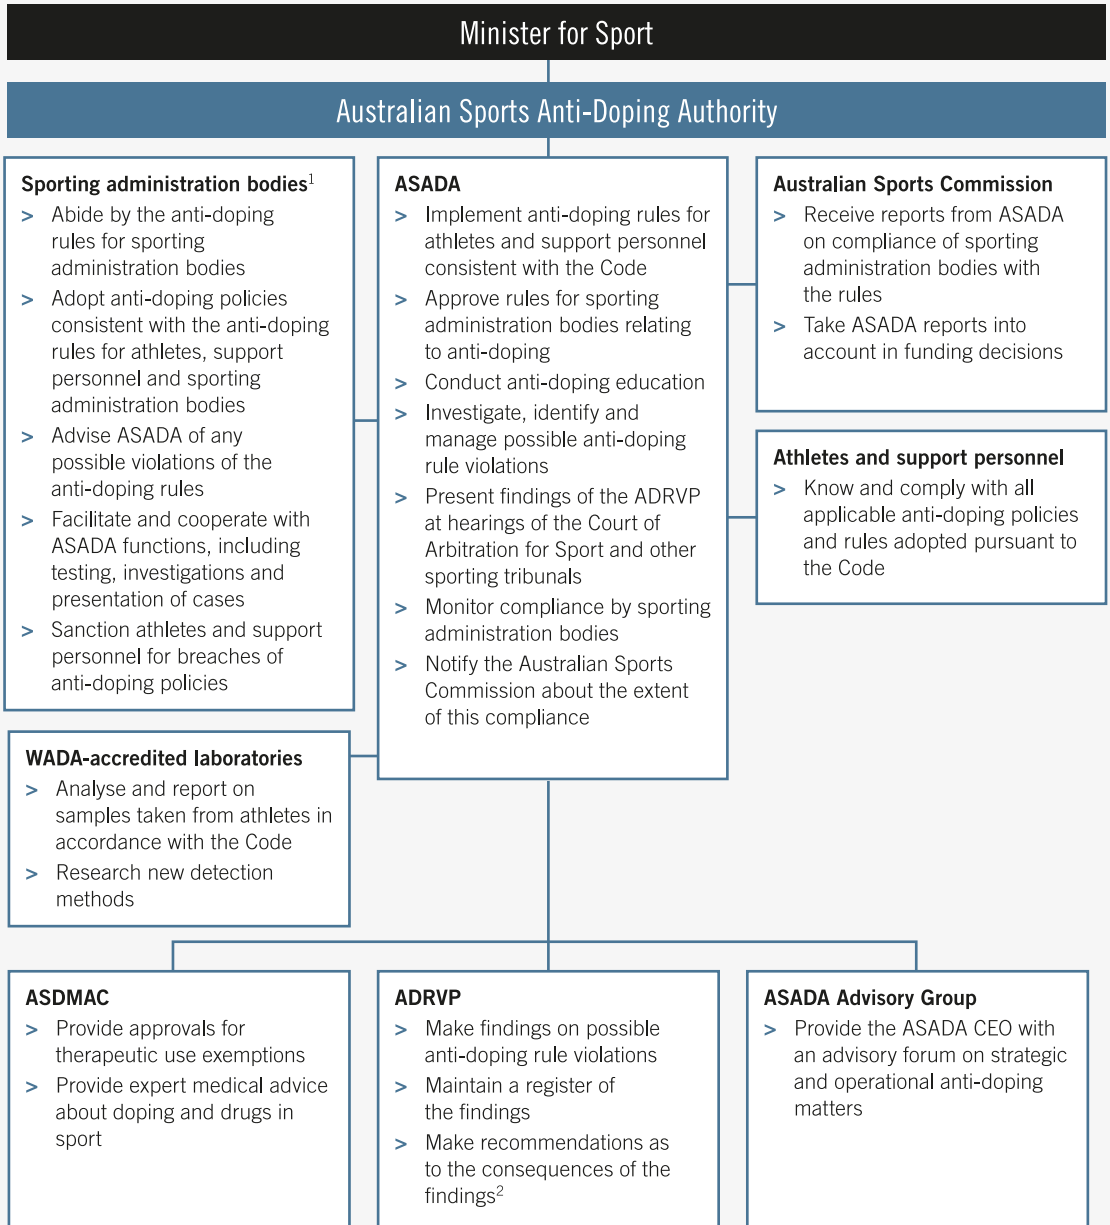 Minister for Sport
Australian Sports Anti-Doping Authority
Sporting administration bodies1
> Abide by the anti-doping
rules for sporting
administration bodies
> Adopt anti-doping policies
consistent with the anti-doping
rules for athletes, support
personnel and sporting
administration bodies
> Advise ASADA of any
possible violations of the
anti-doping rules
> Facilitate and cooperate with
ASADA functions, including
testing, investigations and
presentation of cases
> Sanction athletes and support
personnel for breaches of
anti-doping policies
ASADA
> Implement anti-doping rules for
athletes and support personnel
consistent with the Code
> Approve rules for sporting
administration bodies relating
to anti-doping
> Conduct anti-doping education
> Investigate, identify and
manage possible anti-doping
rule violations
> Present findings of the ADRVP
at hearings of the Court of
Arbitration for Sport and other
sporting tribunals
> Monitor compliance by sporting
administration bodies
> Notify the Australian Sports
Commission about the extent
of this compliance
Australian Sports Commission
> Receive reports from ASADA
on compliance of sporting
administration bodies with
the rules
> Take ASADA reports into
account in funding decisions
Athletes and support personnel
> Know and comply with all
applicable anti-doping policies
and rules adopted pursuant to
the Code
WADA-accredited laboratories
> Analyse and report on
samples taken from athletes in
accordance with the Code
> Research new detection
methods
ASDMAC
> Provide approvals for
therapeutic use exemptions
> Provide expert medical advice
about doping and drugs in
sport
ADRVP
> Make findings on possible
anti-doping rule violations
> Maintain a register of
the findings
> Make recommendations as
to the consequences of the
findings2
ASADA Advisory Group
> Provide the ASADA CEO with
an advisory forum on strategic
and operational anti-doping
matters